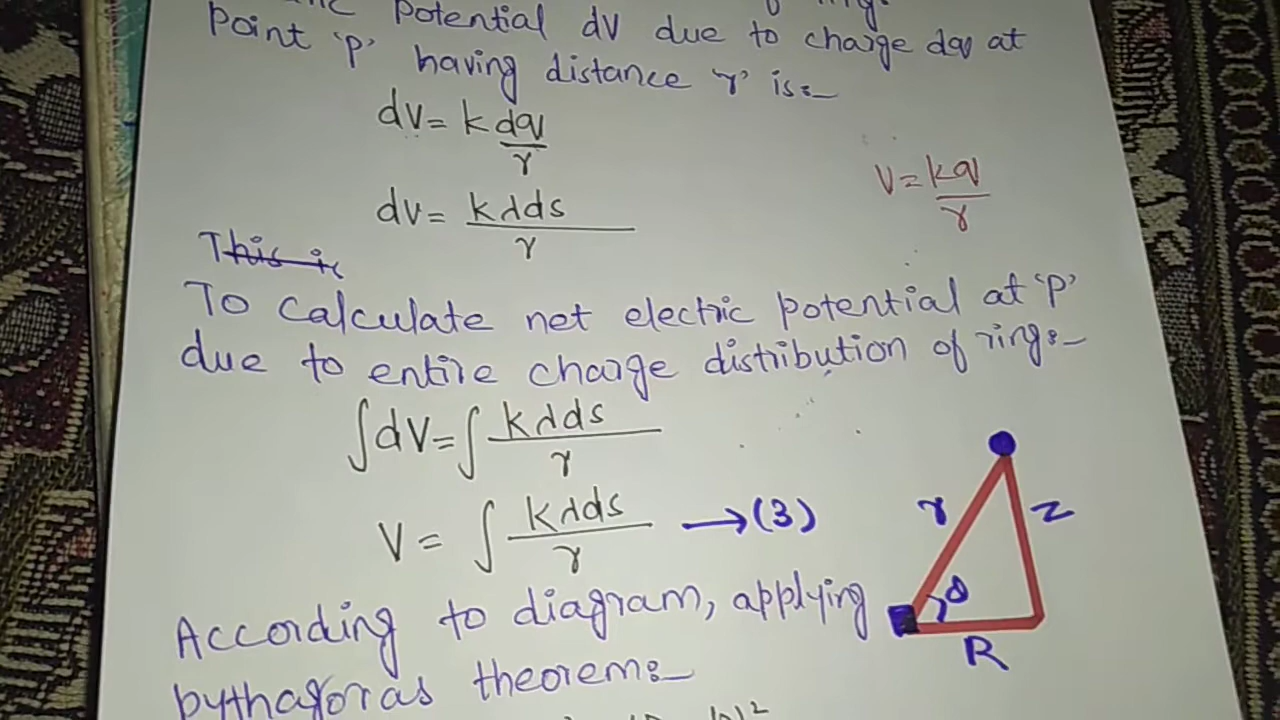 Potential dV due to charge dq at
Point 'p' having distance 'r' is:-
dV = k dq/r
V = kq/r
dV = kλds/r
This is
To Calculate net electric potential at 'p'
due to entire charge distribution of ring:-
∫dV = ∫ kλds/r
V = ∫ kλds/r → (3)
r
z
θ
R
According to diagram, applying
pythagoras theorem:-